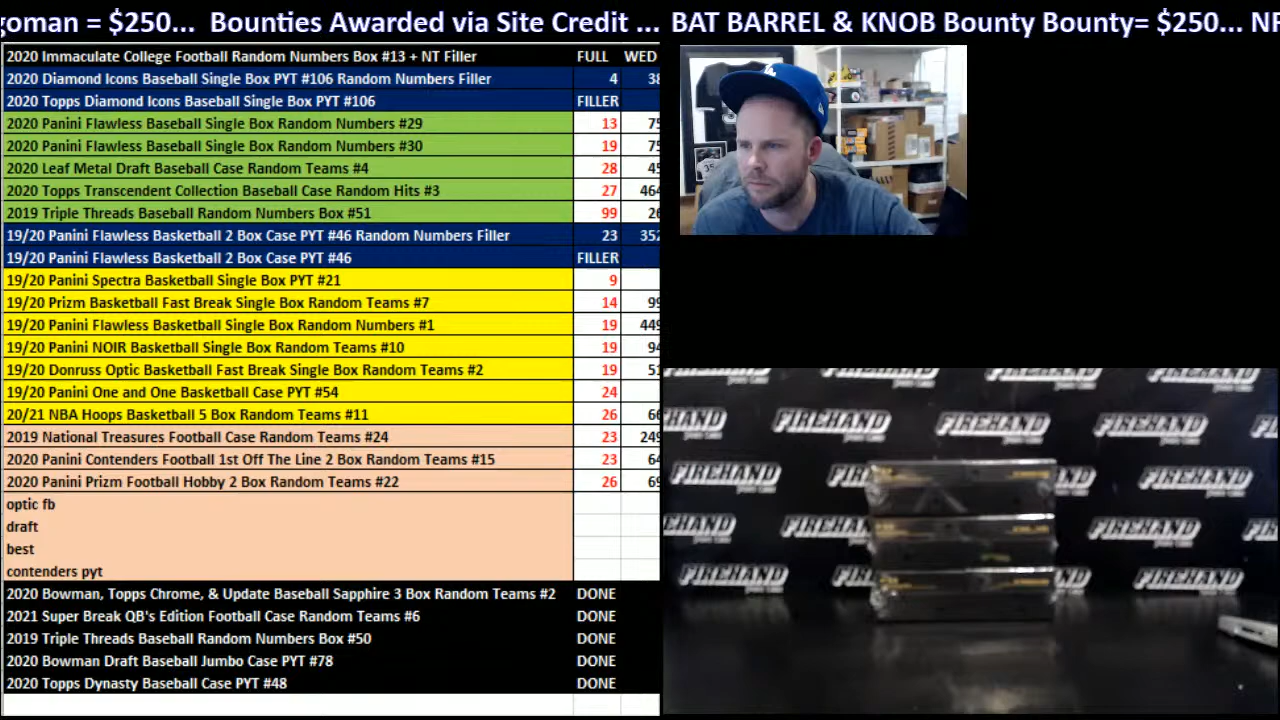 goman = $250... Bounties Awarded via Site Credit ... BAT BARREL & KNOB Bounty Bounty= $250... NF
2020 Immaculate College Football Random Numbers Box #13 + NT Filler FULL WED
2020 Diamond Icons Baseball Single Box PYT #106 Random Numbers Filler 4 38
2020 Topps Diamond Icons Baseball Single Box PYT #106 FILLER
2020 Panini Flawless Baseball Single Box Random Numbers #29 13 75
2020 Panini Flawless Baseball Single Box Random Numbers #30 19 75
2020 Leaf Metal Draft Baseball Case Random Teams #4 28 45
2020 Topps Transcendent Collection Baseball Case Random Hits #3 27 464
2019 Triple Threads Baseball Random Numbers Box #51 99 26
19/20 Panini Flawless Basketball 2 Box Case PYT #46 Random Numbers Filler 23 352
19/20 Panini Flawless Basketball 2 Box Case PYT #46 FILLER
19/20 Panini Spectra Basketball Single Box PYT #21 9
19/20 Prizm Basketball Fast Break Single Box Random Teams #7 14 99
19/20 Panini Flawless Basketball Single Box Random Numbers #1 19 449
19/20 Panini NOIR Basketball Single Box Random Teams #10 19 94
19/20 Donruss Optic Basketball Fast Break Single Box Random Teams #2 19 51
19/20 Panini One and One Basketball Case PYT #54 24
20/21 NBA Hoops Basketball 5 Box Random Teams #11 26 66
2019 National Treasures Football Case Random Teams #24 23 249
2020 Panini Contenders Football 1st Off The Line 2 Box Random Teams #15 23 64
2020 Panini Prizm Football Hobby 2 Box Random Teams #22 26 69
optic fb
draft
best
contenders pyt
2020 Bowman, Topps Chrome, & Update Baseball Sapphire 3 Box Random Teams #2 DONE
2021 Super Break QB's Edition Football Case Random Teams #6 DONE
2019 Triple Threads Baseball Random Numbers Box #50 DONE
2020 Bowman Draft Baseball Jumbo Case PYT #78 DONE
2020 Topps Dynasty Baseball Case PYT #48 DONE
FIREHAND FIREHAND FIREHAND
FIREHAND FIREHAND
FIREHAND FIREHAND
FIREHAND FIREHAND